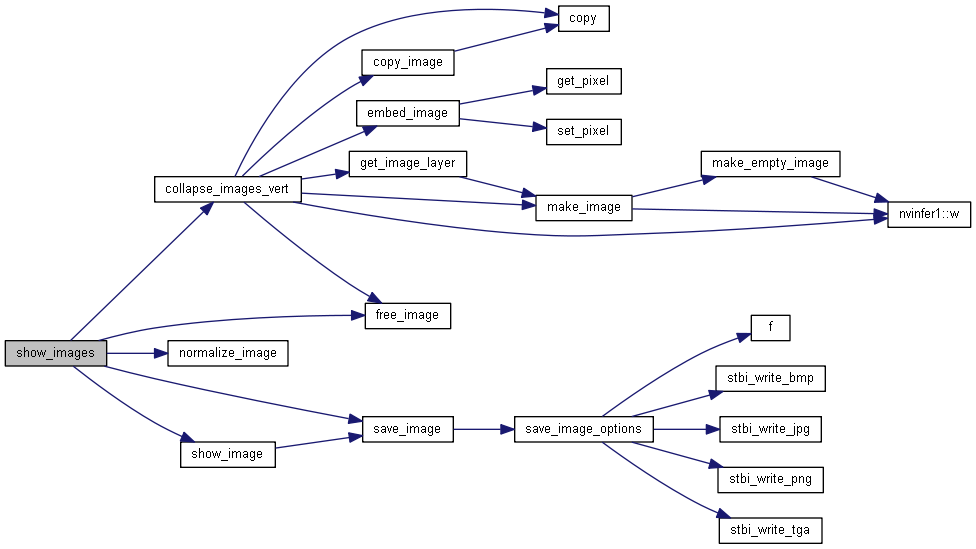 copy
copy_image
get_pixel
embed_image
set_pixel
get_image_layer
make_empty_image
collapse_images_vert
make_image
nvinfer1::w
free_image
f
show_images
normalize_image
stbi_write_bmp
save_image
save_image_options
stbi_write_jpg
show_image
stbi_write_png
stbi_write_tga